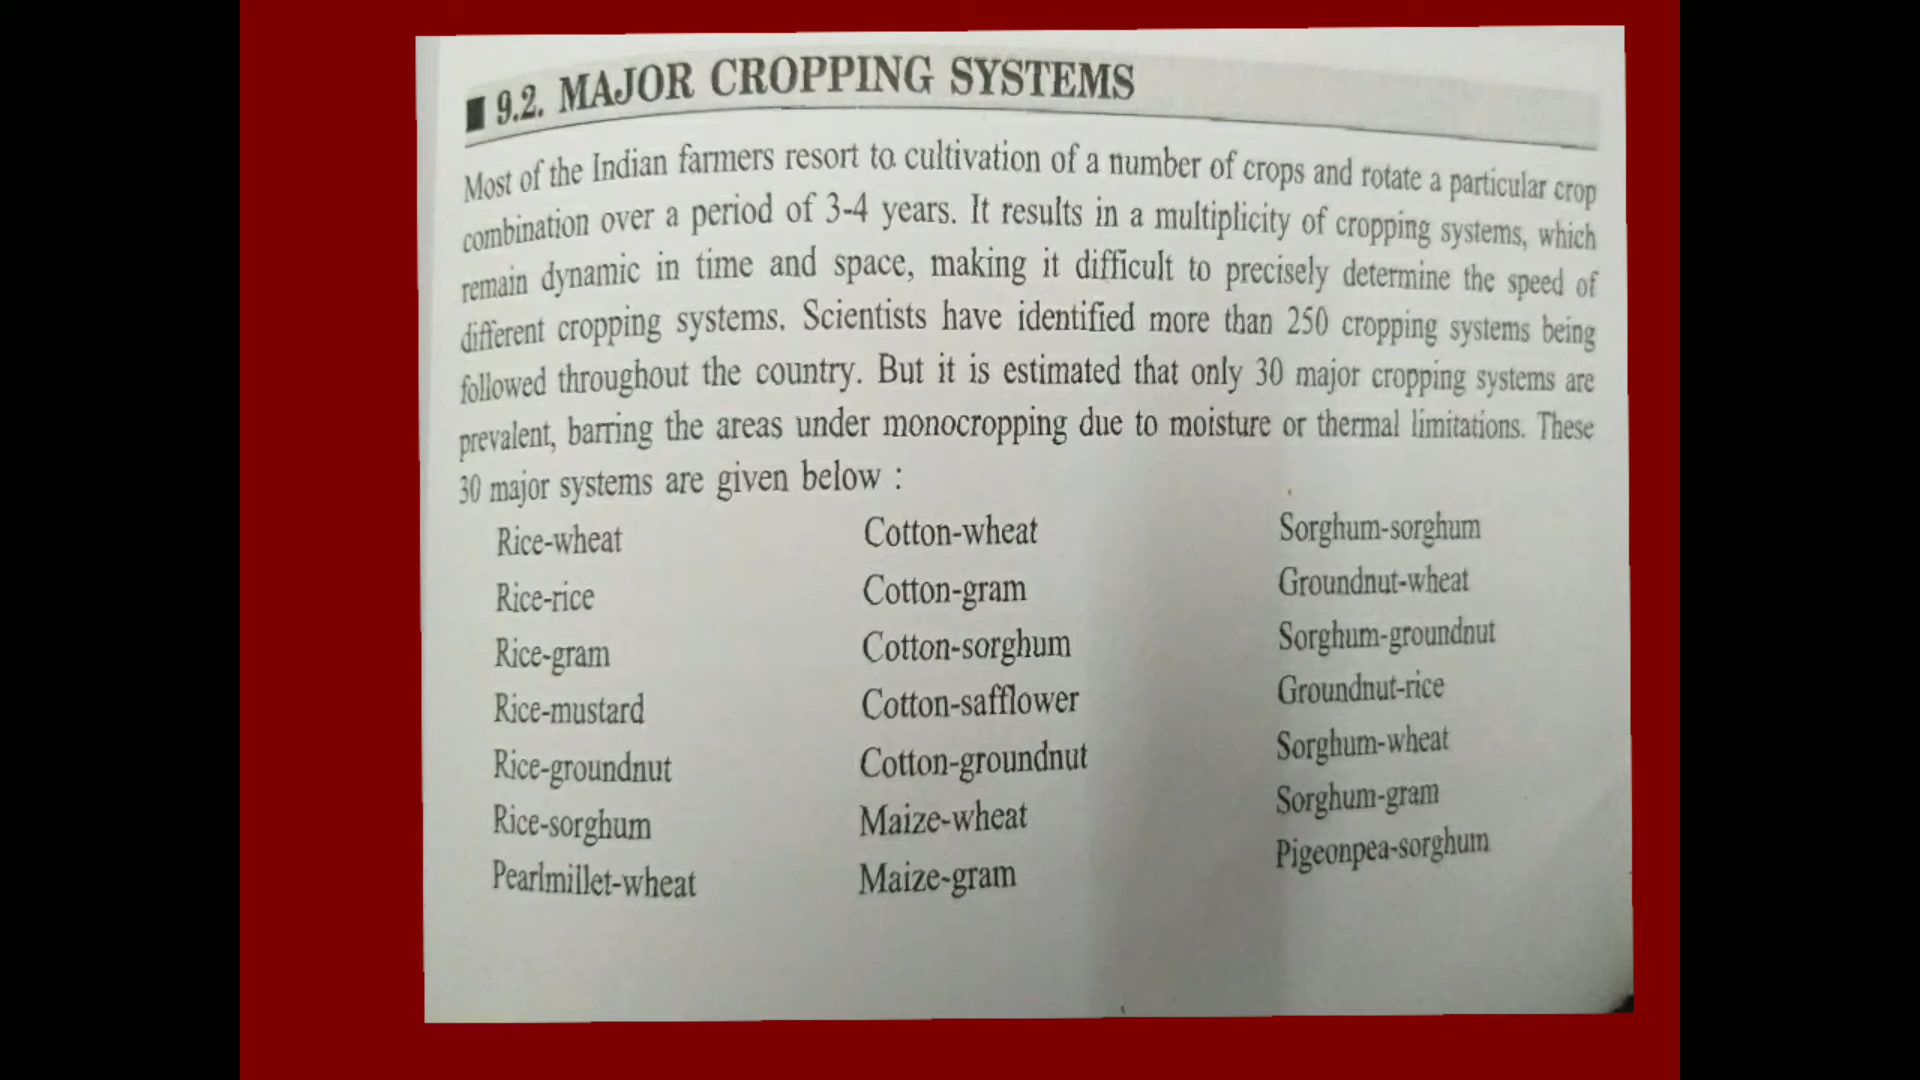 9.2. MAJOR CROPPING SYSTEMS
Most of the Indian farmers resort to cultivation of a number of crops and rotate a particular crop
combination over a period of 3-4 years. It results in a multiplicity of cropping systems, which
remain dynamic in time and space, making it difficult to precisely determine the speed of
different cropping systems. Scientists have identified more than 250 cropping systems being
followed throughout the country. But it is estimated that only 30 major cropping systems are
prevalent, barring the areas under monocropping due to moisture or thermal limitations. These
30 major systems are given below :
Rice-wheat Cotton-wheat Sorghum-sorghum
Rice-rice Cotton-gram Groundnut-wheat
Rice-gram Cotton-sorghum Sorghum-groundnut
Rice-mustard Cotton-safflower Groundnut-rice
Rice-groundnut Cotton-groundnut Sorghum-wheat
Rice-sorghum Maize-wheat Sorghum-gram
Pearlmillet-wheat Maize-gram Pigeonpea-sorghum